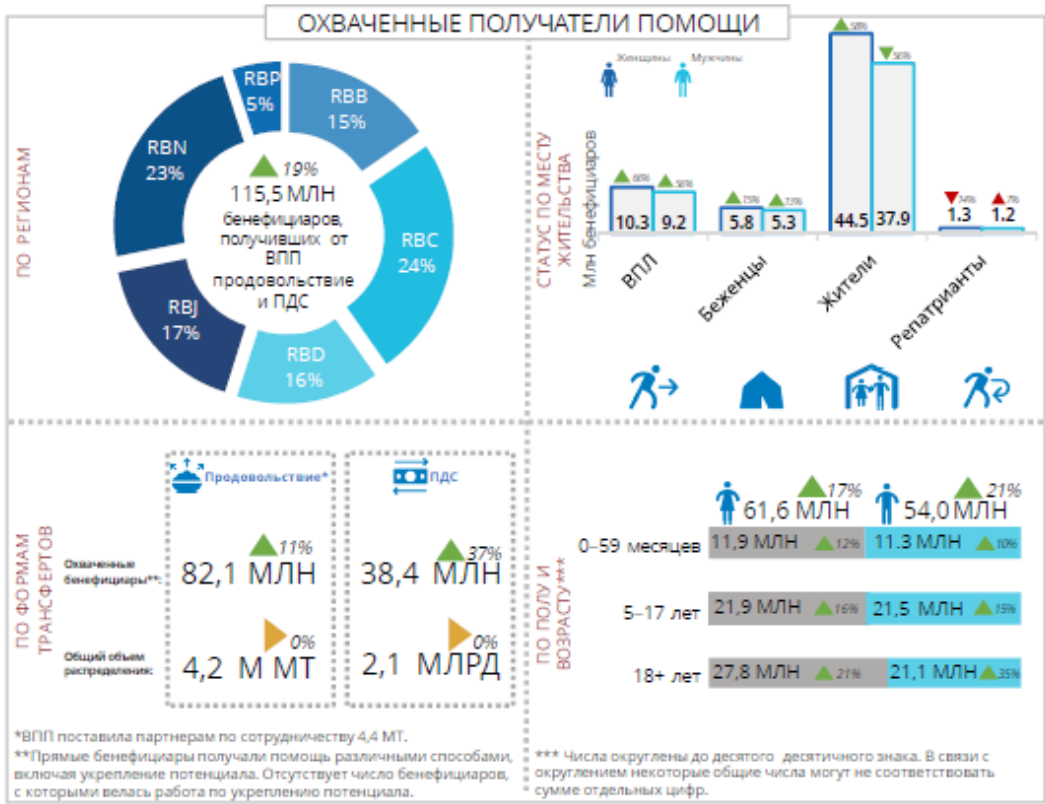 ОХВАЧЕННЫЕ ПОЛУЧАТЕЛИ ПОМОЩИ
ПО РЕГИОНАМ
RBP
5%
RBB
15%
RBN
23%
RBC
24%
RBJ
17%
RBD
16%
19%
115,5 МЛН
бенефициаров,
получивших от
ВПП
продовольствие
и ПДС
СТАТУС ПО МЕСТУ
ЖИТЕЛЬСТВА
Млн бенефициаров
Женщины
Мужчины
66%
56%
15%
13%
58%
56%
14%
7%
10.3
9.2
5.8
5.3
44.5
37.9
1.3
1.2
ВПЛ
Беженцы
Жители
Репатрианты
ПО ФОРМАМ
ТРАНСФЕРТОВ
Продовольствие*
ПДС
Охваченные
бенефициары**:
11%
82,1 МЛН
37%
38,4 МЛН
Общий объем
распределения:
0%
4,2 М МТ
0%
2,1 МЛРД
*ВПП поставила партнерам по сотрудничеству 4,4 МТ.
**Прямые бенефициары получали помощь различными способами,
включая укрепление потенциала. Отсутствует число бенефициаров,
с которыми велась работа по укреплению потенциала.
ПО ПОЛУ И
ВОЗРАСТУ***
17%
61,6 МЛН
21%
54,0 МЛН
0–59 месяцев
11,9 МЛН 12%
11.3 МЛН 10%
5–17 лет
21,9 МЛН 16%
21,5 МЛН 15%
18+ лет
27,8 МЛН 21%
21,1 МЛН 35%
*** Числа округлены до десятого десятичного знака. В связи с
округлением некоторые общие числа могут не соответствовать
сумме отдельных цифр.